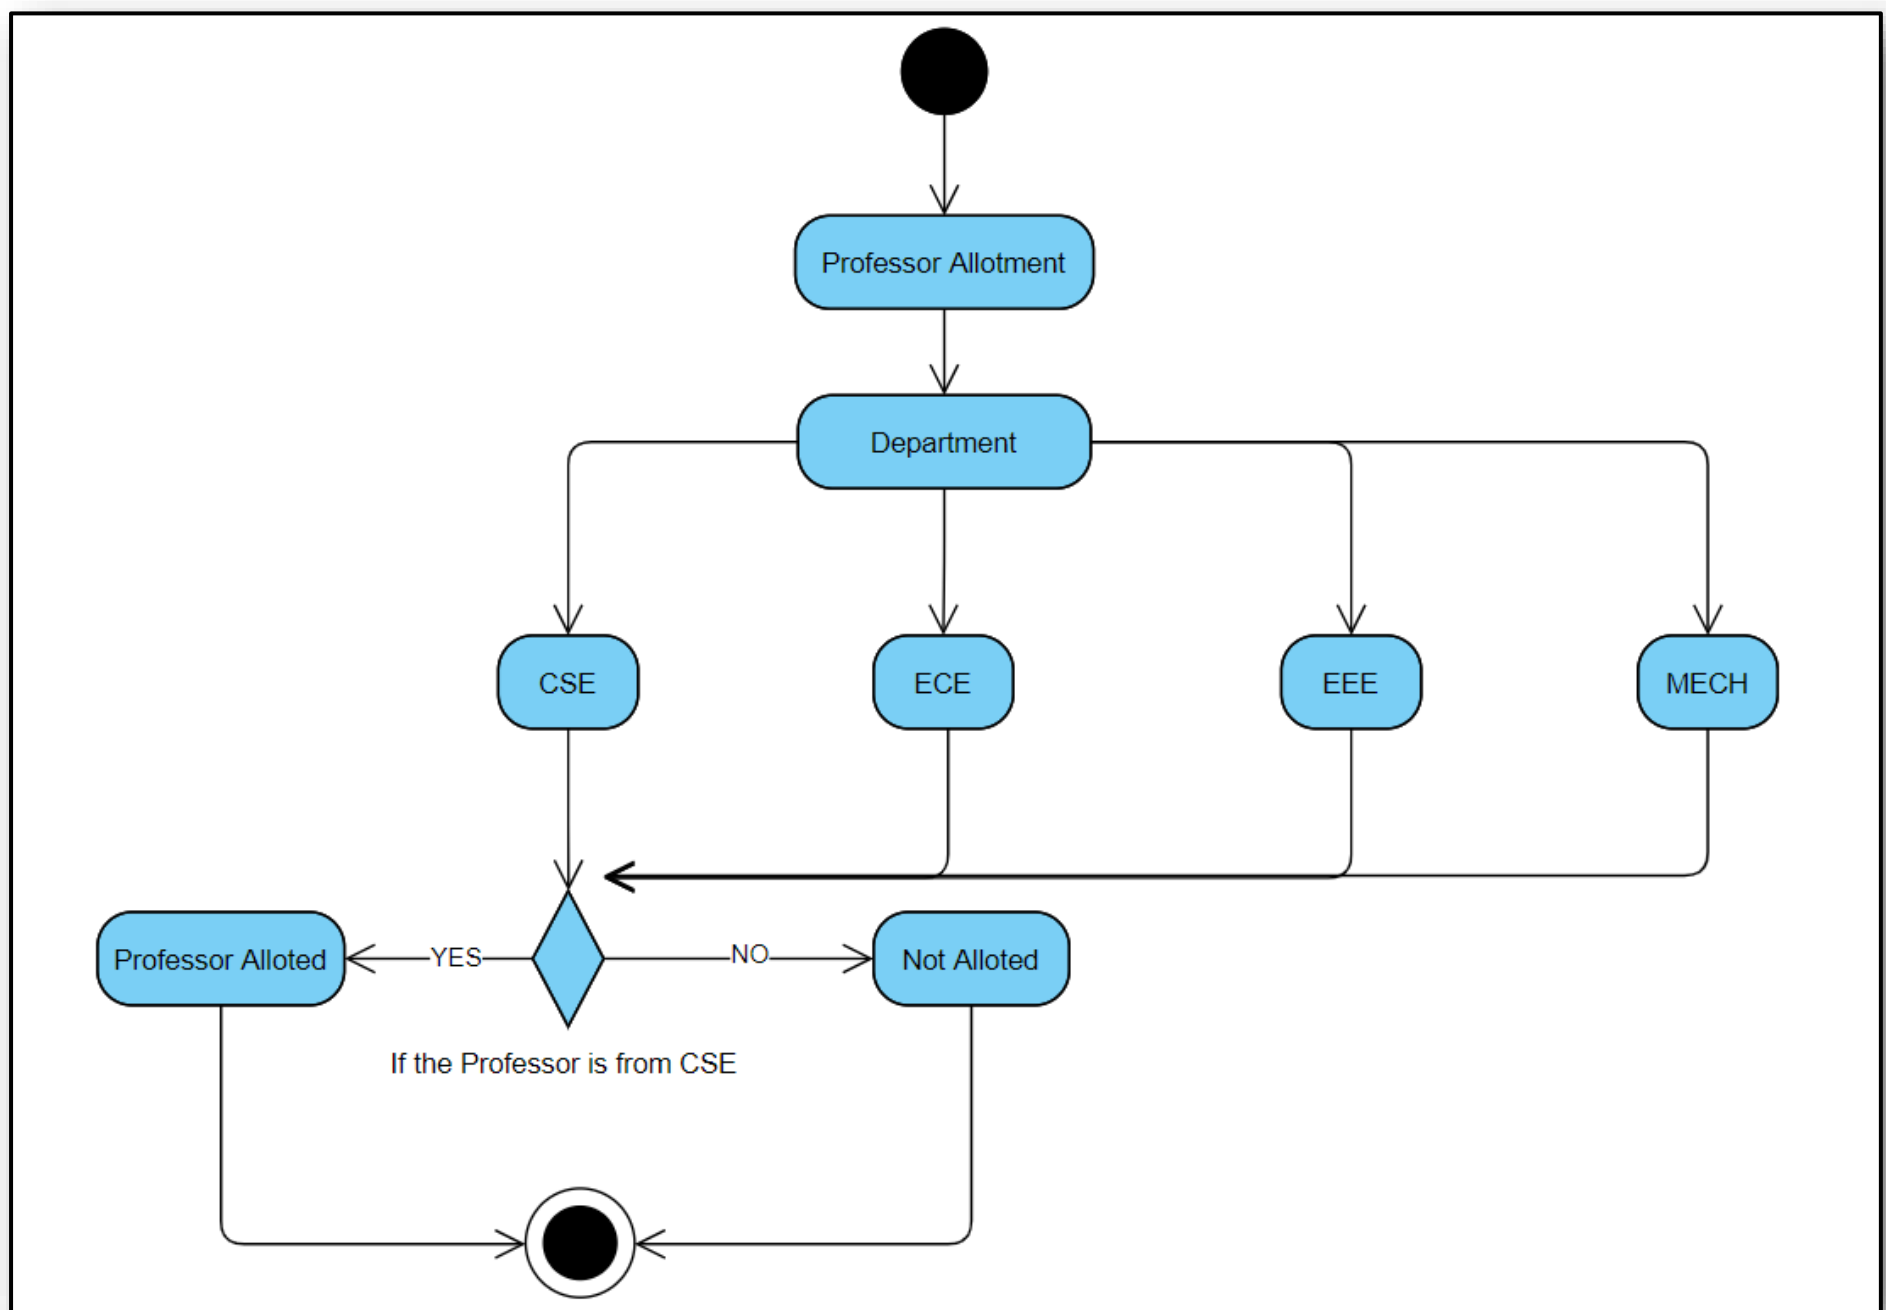 Professor Allotment
Department
CSE
ECE
EEE
MECH
Professor Alloted
YES
NO
Not Alloted
If the Professor is from CSE